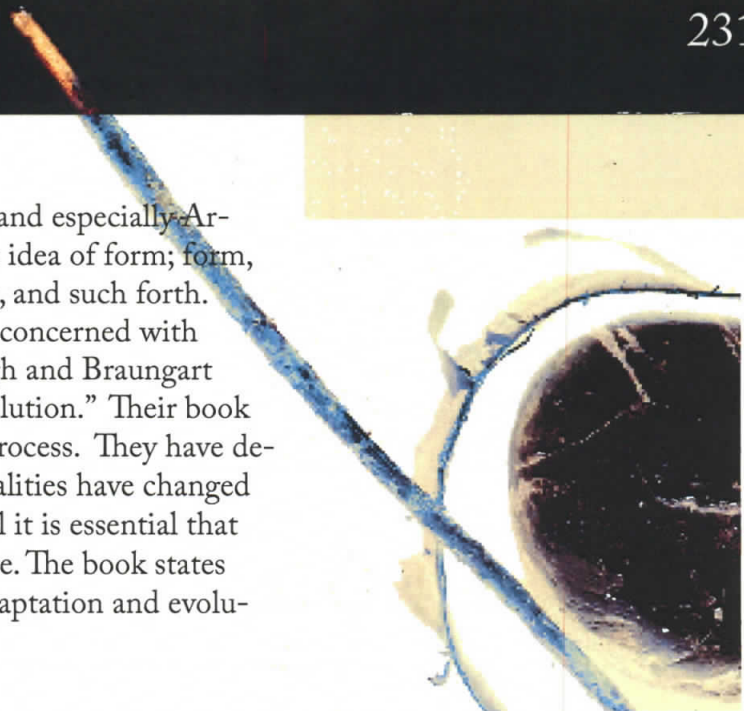 231
and especially Ar-
idea of form; form,
, and such forth.
concerned with
h and Braungart
lution.” Their book
rocess. They have de-
alities have changed
l it is essential that
e. The book states
aptation and evolu-